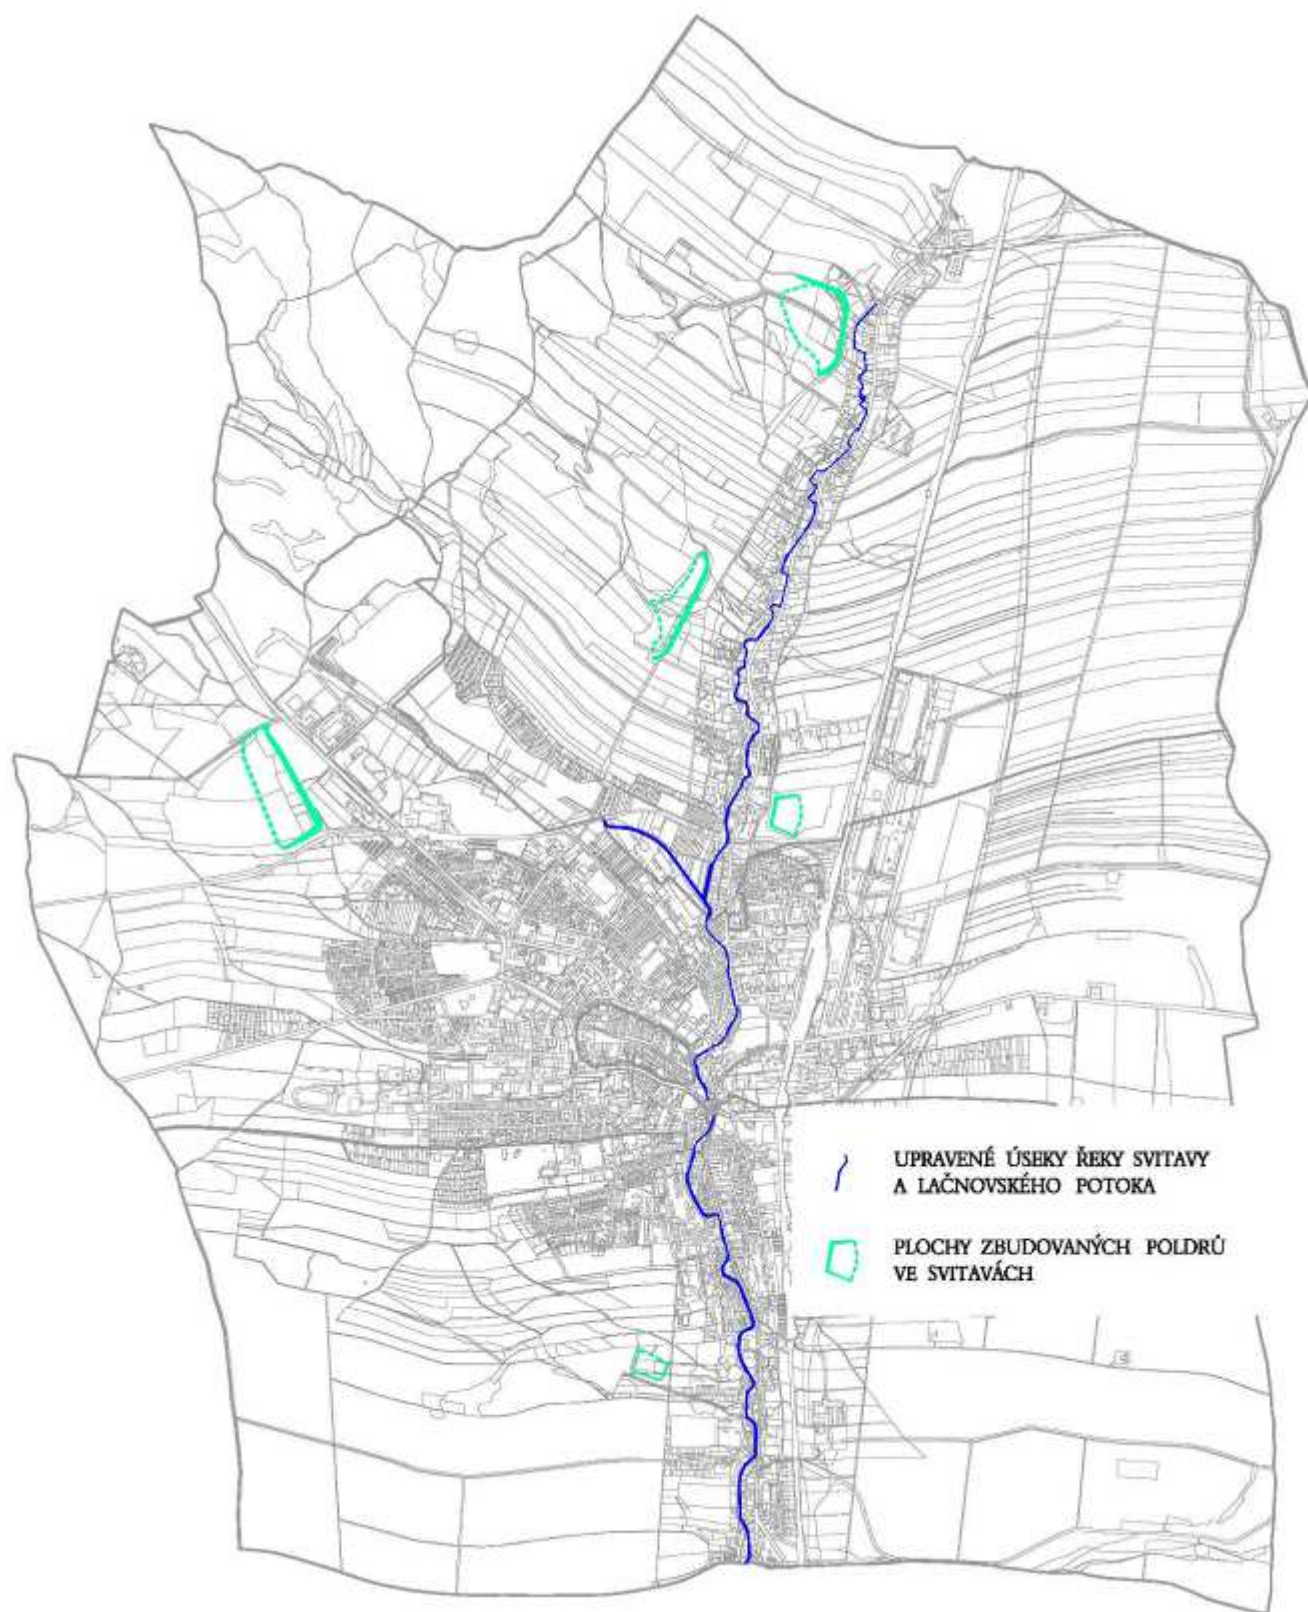 UPRAVENÉ ÚSEKY ŘEKY SVITAVY
A LAČNOVSKÉHO POTOKA
PLOCHY ZBUDOVANÝCH POLDRŮ
VE SVITAVÁCH